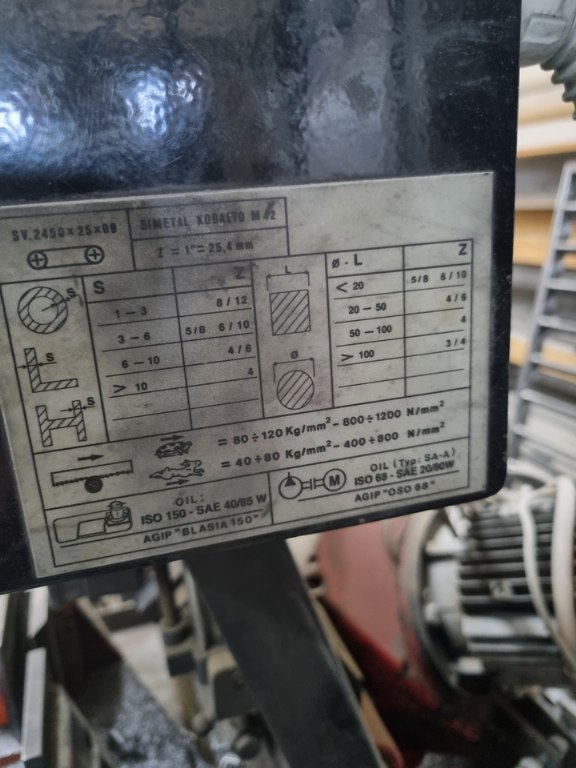 SV.2450×25×09
BIMETAL KOBALTO M 42
Z = 1"= 25,4 mm
S Z
1 – 3 8/12
3 – 6 5/8 6/10
6 – 10 4/6
> 10 4
S
S
S
L
Ø
Ø - L Z
< 20 5/8 6/10
20 – 50 4/6
50 – 100 4
> 100 3/4
= 80÷120 Kg/mm² – 800÷1200 N/mm²
= 40÷80 Kg/mm² – 400÷800 N/mm²
OIL:
ISO 150 - SAE 40/85 W
AGIP "BLASIA 150"
M
OIL (Typ: SA-A)
ISO 68 - SAE 20/80W
AGIP "OSO 68"